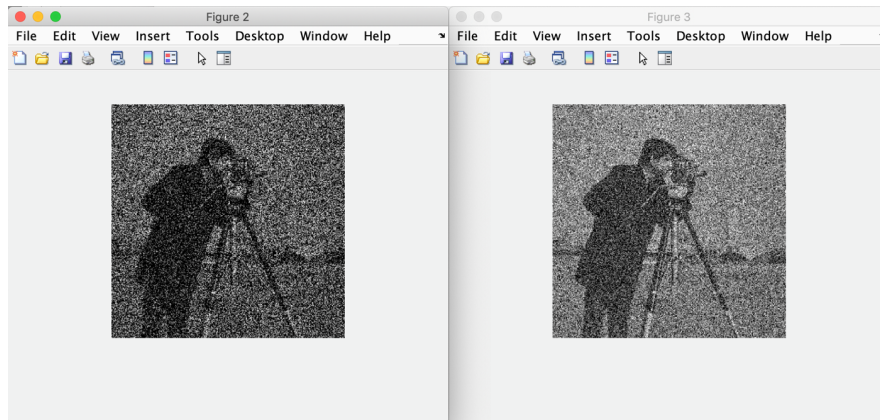 Figure 2
File Edit View Insert Tools Desktop Window Help
Figure 3
File Edit View Insert Tools Desktop Window Help